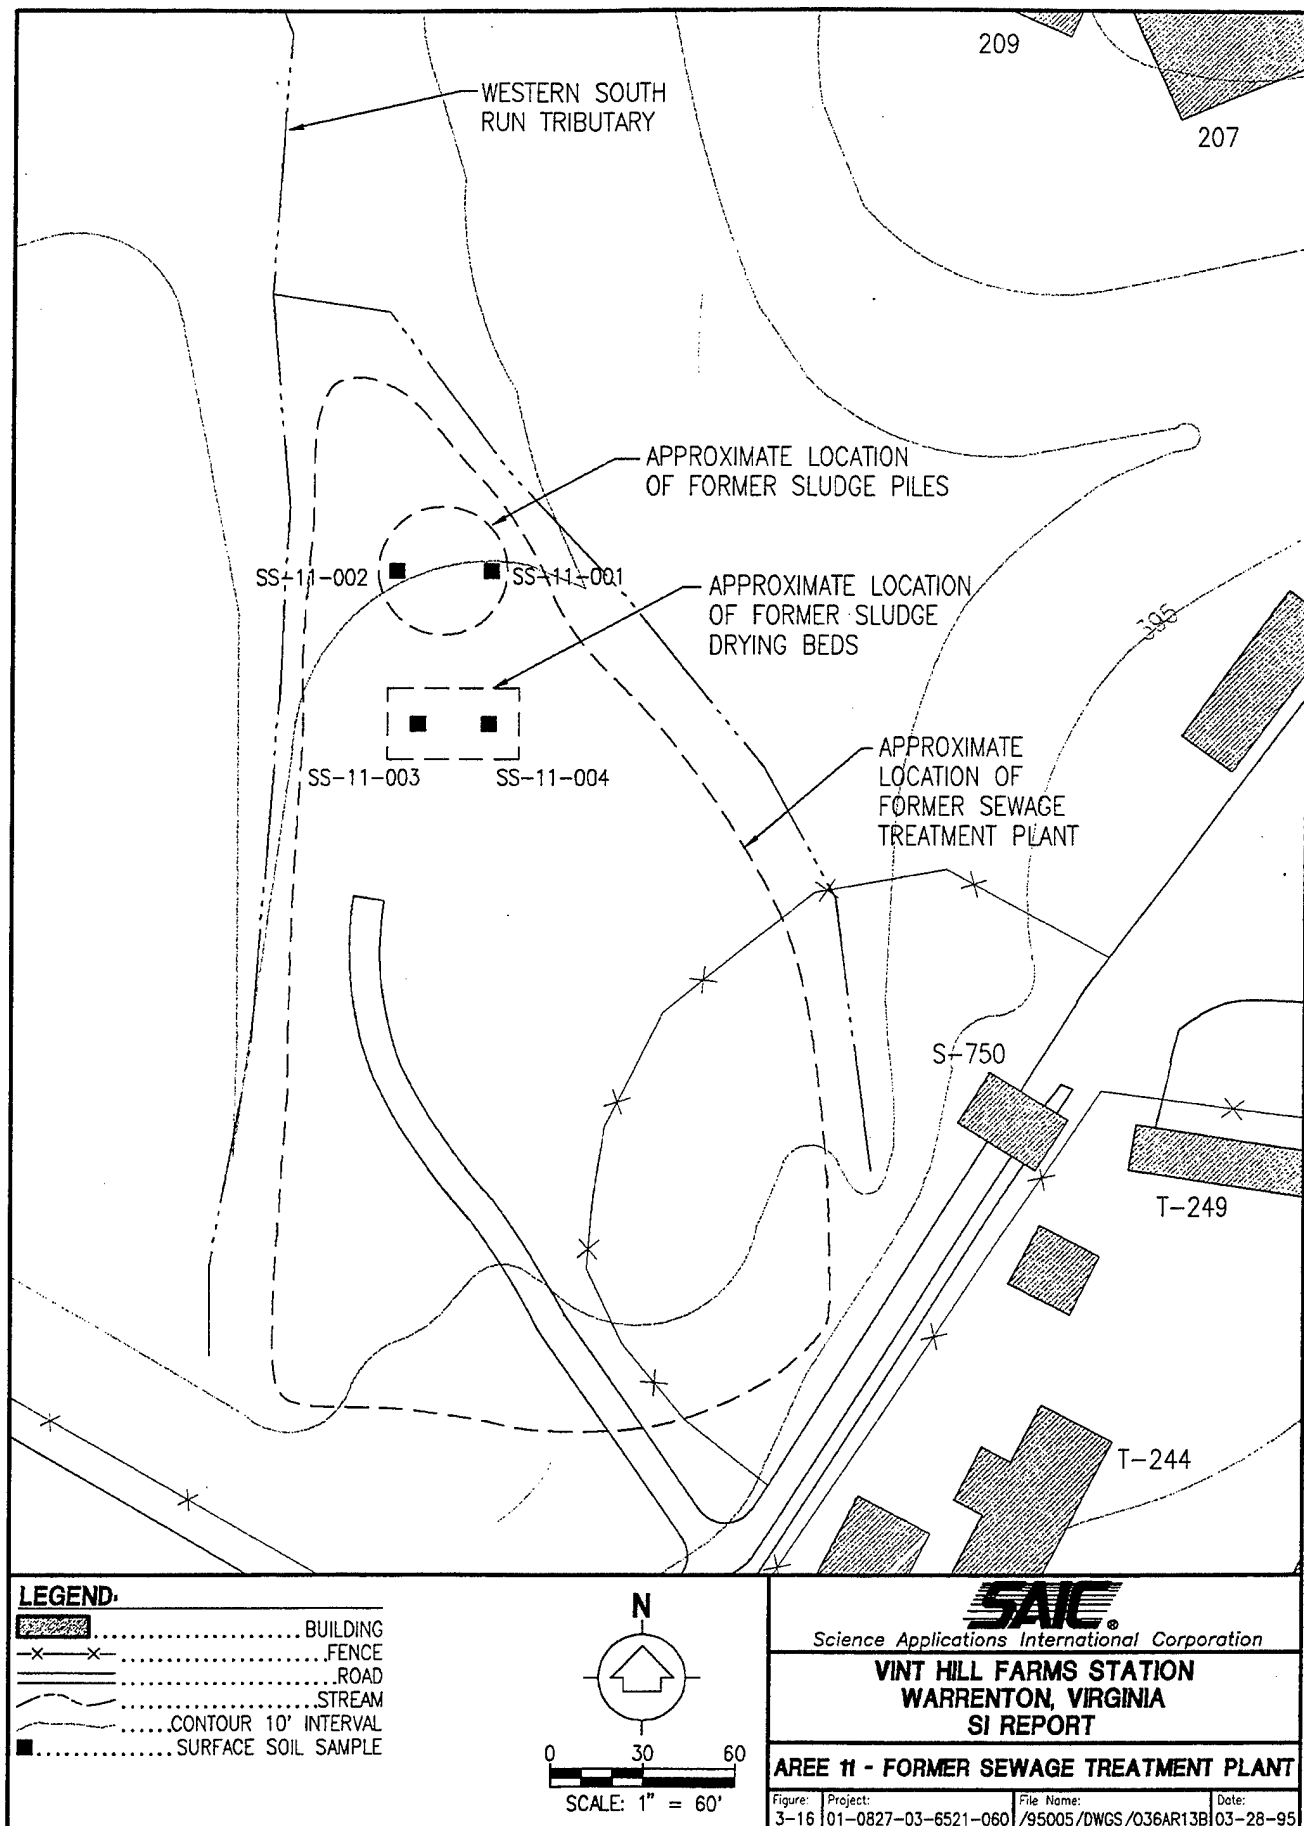 209
207
WESTERN SOUTH
RUN TRIBUTARY
APPROXIMATE LOCATION
OF FORMER SLUDGE PILES
SS-11-002
SS-11-001
APPROXIMATE LOCATION
OF FORMER SLUDGE
DRYING BEDS
SS-11-003
SS-11-004
APPROXIMATE
LOCATION OF
FORMER SEWAGE
TREATMENT PLANT
S-750
T-249
T-244
LEGEND:
BUILDING
FENCE
ROAD
STREAM
CONTOUR 10' INTERVAL
SURFACE SOIL SAMPLE
N
0 30 60
SCALE: 1" = 60'
SAIC®
Science Applications International Corporation
VINT HILL FARMS STATION
WARRENTON, VIRGINIA
SI REPORT
AREE 11 - FORMER SEWAGE TREATMENT PLANT
Figure: Project: File Name: Date:
3-16 01-0827-03-6521-060 /95005/DWGS/036AR13B 03-28-95